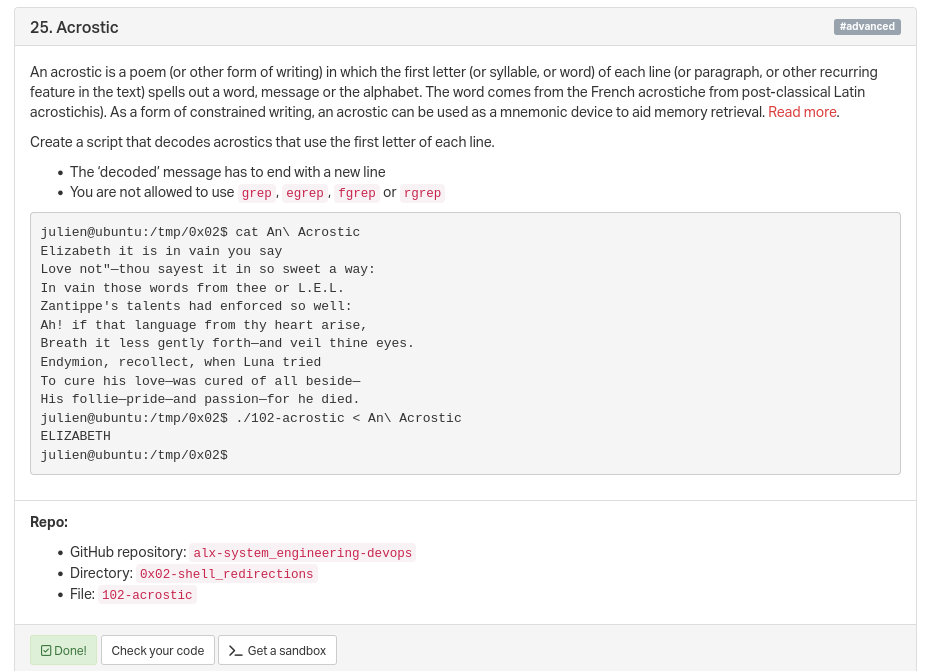 25. Acrostic
#advanced
An acrostic is a poem (or other form of writing) in which the first letter (or syllable, or word) of each line (or paragraph, or other recurring
feature in the text) spells out a word, message or the alphabet. The word comes from the French acrostiche from post-classical Latin
acrostichis). As a form of constrained writing, an acrostic can be used as a mnemonic device to aid memory retrieval. Read more.
Create a script that decodes acrostics that use the first letter of each line.
• The ‘decoded’ message has to end with a new line
• You are not allowed to use grep, egrep, fgrep or rgrep
julien@ubuntu:/tmp/0x02$ cat An\ Acrostic
Elizabeth it is in vain you say
Love not"—thou sayest it in so sweet a way:
In vain those words from thee or L.E.L.
Zantippe's talents had enforced so well:
Ah! if that language from thy heart arise,
Breath it less gently forth—and veil thine eyes.
Endymion, recollect, when Luna tried
To cure his love—was cured of all beside—
His follie—pride—and passion—for he died.
julien@ubuntu:/tmp/0x02$ ./102-acrostic < An\ Acrostic
ELIZABETH
julien@ubuntu:/tmp/0x02$
Repo:
• GitHub repository: alx-system_engineering-devops
• Directory: 0x02-shell_redirections
• File: 102-acrostic
Done!
Check your code
Get a sandbox